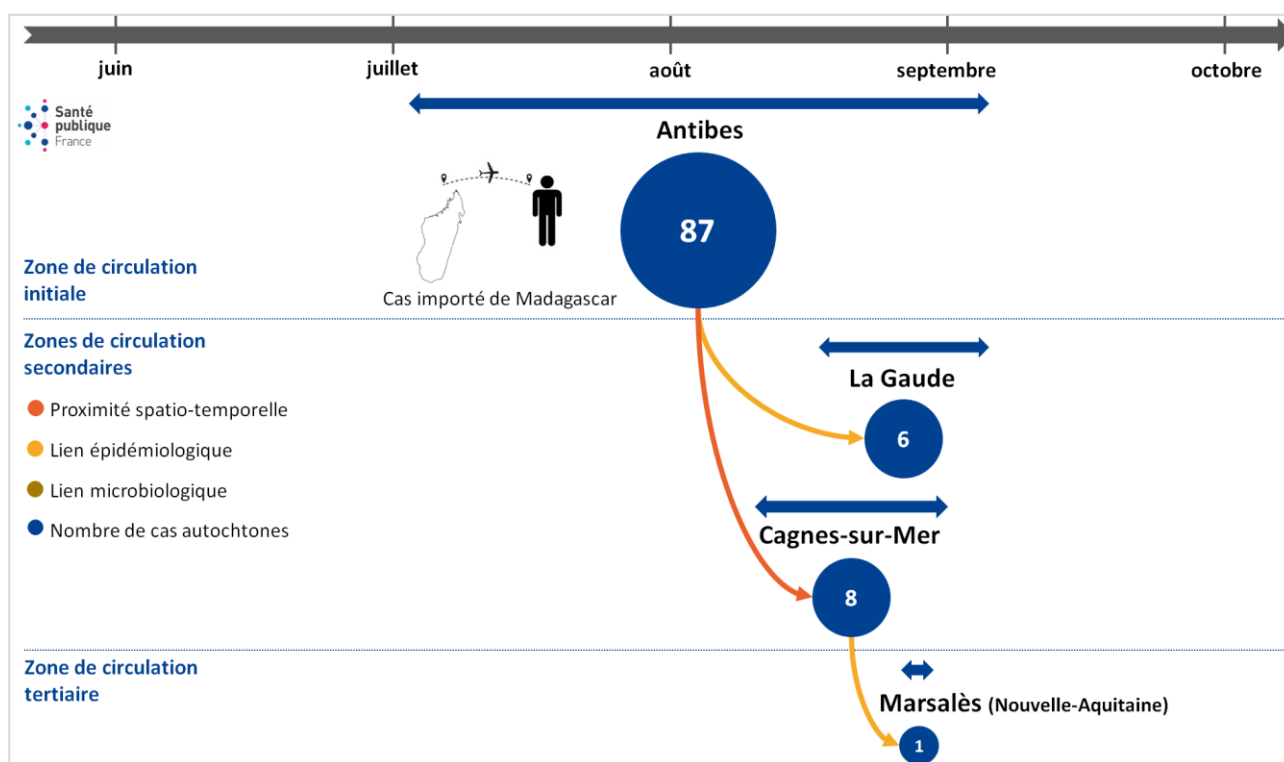 juin
juillet
août
septembre
octobre
Santé
publique
France
Antibes
87
Cas importé de Madagascar
Zone de circulation
initiale
Zones de circulation
secondaires
Proximité spatio-temporelle
Lien épidémiologique
Lien microbiologique
Nombre de cas autochtones
La Gaude
6
Cagnes-sur-Mer
8
Zone de circulation
tertiaire
Marsalès (Nouvelle-Aquitaine)
1